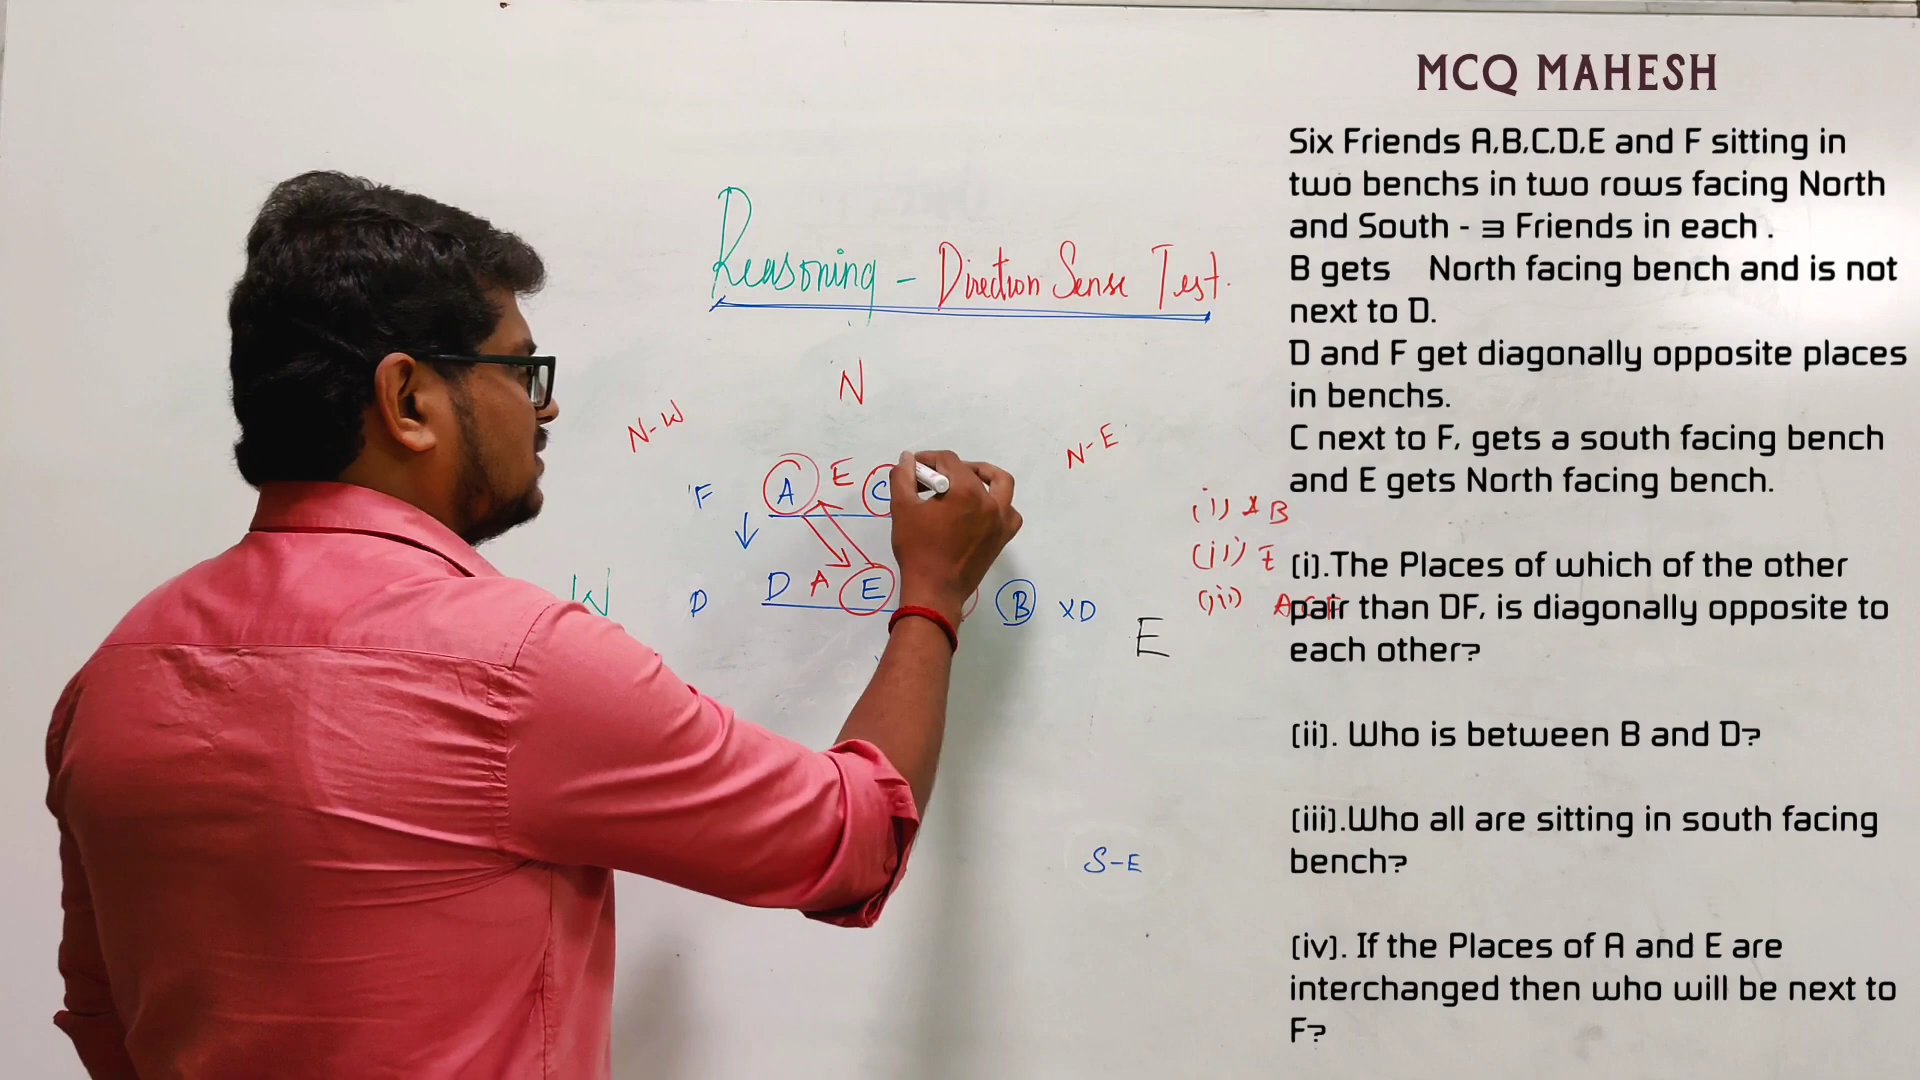 MCQ MAHESH
Six Friends A,B,C,D,E and F sitting in
two benchs in two rows facing North
and South - 3 Friends in each .
B gets North facing bench and is not
next to D.
D and F get diagonally opposite places
in benchs.
C next to F, gets a south facing bench
and E gets North facing bench.
(i).The Places of which of the other
pair than DF, is diagonally opposite to
each other?
(ii). Who is between B and D?
(iii).Who all are sitting in south facing
bench?
(iv). If the Places of A and E are
interchanged then who will be next to
F?
Reasoning - Direction Sense Test.
N
N-W
N-E
F A E C
W D D A E B XD
E
S-E
(i) B
(ii) E
(iii) A C F